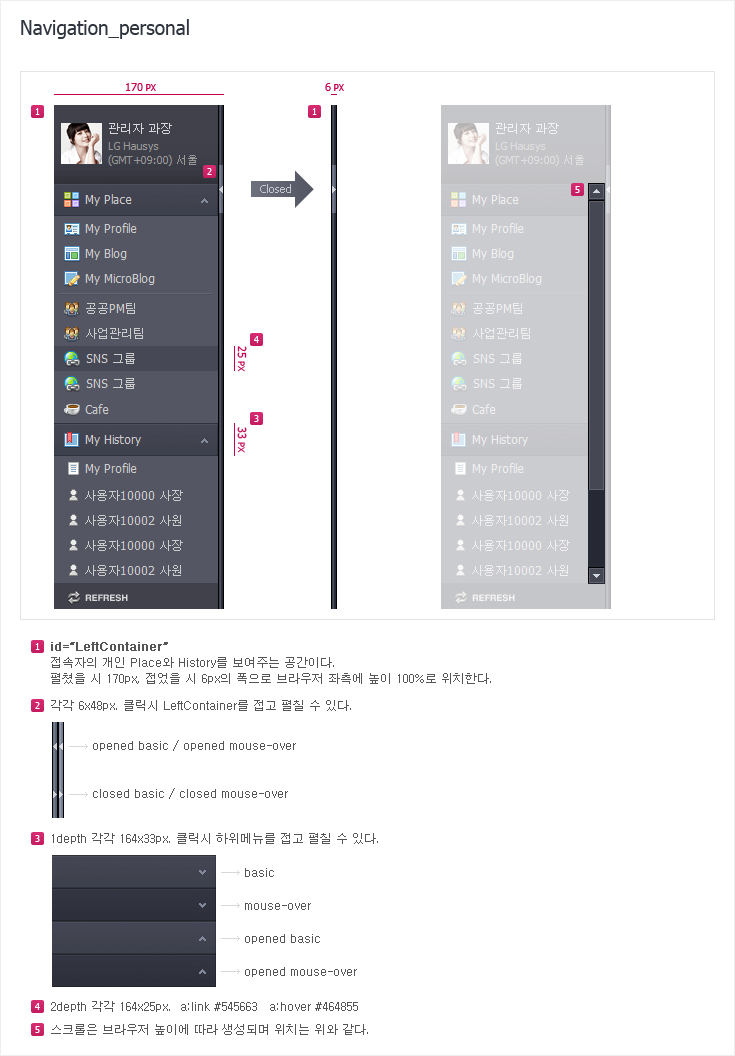 Navigation_personal
170 PX
6 PX
1
1
관리자 과장
LG Hausys
(GMT+09:00) 서울
2
My Place
My Profile
My Blog
My MicroBlog
공공PM팀
사업관리팀
SNS 그룹
SNS 그룹
Cafe
My History
My Profile
사용자10000 사장
사용자10002 사원
사용자10000 사장
사용자10002 사원
REFRESH
4
25 PX
3
33 PX
Closed
관리자 과장
LG Hausys
(GMT+09:00) 서울
5
My Place
My Profile
My Blog
My MicroBlog
공공PM팀
사업관리팀
SNS 그룹
SNS 그룹
Cafe
My History
My Profile
사용자10000 사장
사용자10002 사원
사용자10000 사장
사용자10002 사원
REFRESH
1 id=“LeftContainer”
접속자의 개인 Place와 History를 보여주는 공간이다.
펼쳤을 시 170px, 접었을 시 6px의 폭으로 브라우저 좌측에 높이 100%로 위치한다.
2 각각 6x48px. 클릭시 LeftContainer를 접고 펼칠 수 있다.
opened basic / opened mouse-over
closed basic / closed mouse-over
3 1depth 각각 164x33px. 클릭시 하위메뉴를 접고 펼칠 수 있다.
basic
mouse-over
opened basic
opened mouse-over
4 2depth 각각 164x25px. a:link #545663 a:hover #464855
5 스크롤은 브라우저 높이에 따라 생성되며 위치는 위와 같다.